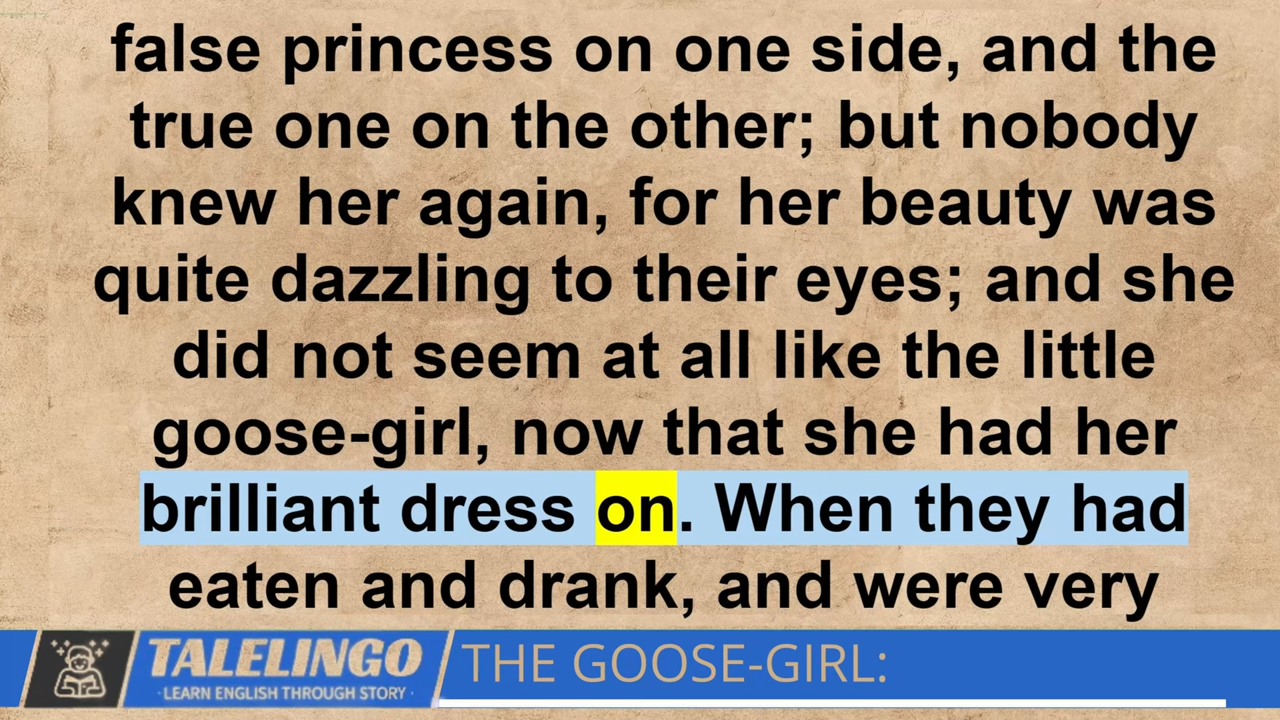 false princess on one side, and the
true one on the other; but nobody
knew her again, for her beauty was
quite dazzling to their eyes; and she
did not seem at all like the little
goose-girl, now that she had her
brilliant dress on. When they had
eaten and drank, and were very
TALELINGO
·LEARN ENGLISH THROUGH STORY·
THE GOOSE-GIRL: